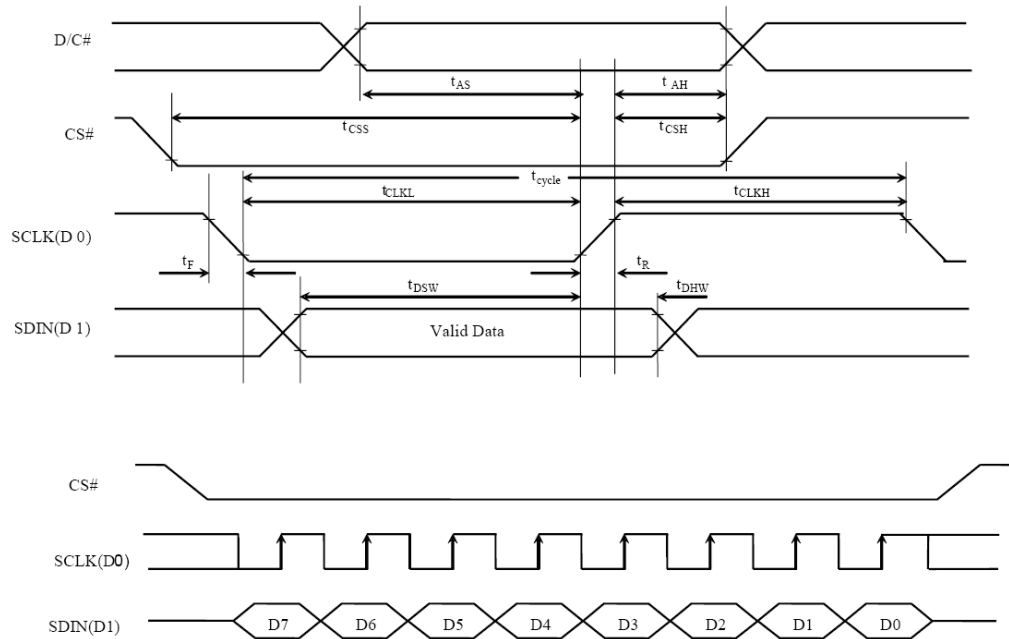 D/C#
tAS
tAH
CS#
tCSS
tCSH
tcycle
tCLKL
tCLKH
SCLK(D 0)
tF
tR
tDSW
tDHW
SDIN(D 1)
Valid Data
CS#
SCLK(D0)
SDIN(D1)
D7 D6 D5 D4 D3 D2 D1 D0